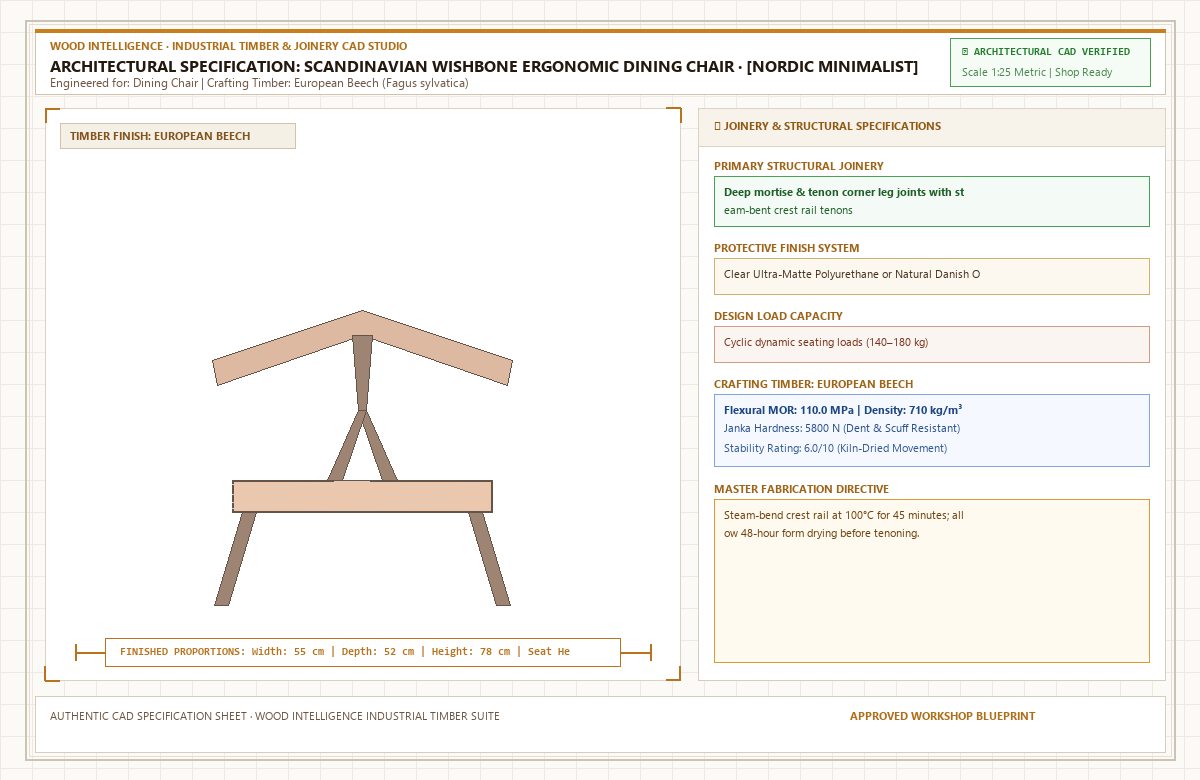 WOOD INTELLIGENCE · INDUSTRIAL TIMBER & JOINERY CAD STUDIO
ARCHITECTURAL SPECIFICATION: SCANDINAVIAN WISHBONE ERGONOMIC DINING CHAIR · [NORDIC MINIMALIST]
Engineered for: Dining Chair | Crafting Timber: European Beech (Fagus sylvatica)
ARCHITECTURAL CAD VERIFIED
Scale 1:25 Metric | Shop Ready
TIMBER FINISH: EUROPEAN BEECH
FINISHED PROPORTIONS: Width: 55 cm | Depth: 52 cm | Height: 78 cm | Seat He
JOINERY & STRUCTURAL SPECIFICATIONS
PRIMARY STRUCTURAL JOINERY
Deep mortise & tenon corner leg joints with st
eam-bent crest rail tenons
PROTECTIVE FINISH SYSTEM
Clear Ultra-Matte Polyurethane or Natural Danish O
DESIGN LOAD CAPACITY
Cyclic dynamic seating loads (140–180 kg)
CRAFTING TIMBER: EUROPEAN BEECH
Flexural MOR: 110.0 MPa | Density: 710 kg/m³
Janka Hardness: 5800 N (Dent & Scuff Resistant)
Stability Rating: 6.0/10 (Kiln-Dried Movement)
MASTER FABRICATION DIRECTIVE
Steam-bend crest rail at 100°C for 45 minutes; all
ow 48-hour form drying before tenoning.
AUTHENTIC CAD SPECIFICATION SHEET · WOOD INTELLIGENCE INDUSTRIAL TIMBER SUITE
APPROVED WORKSHOP BLUEPRINT